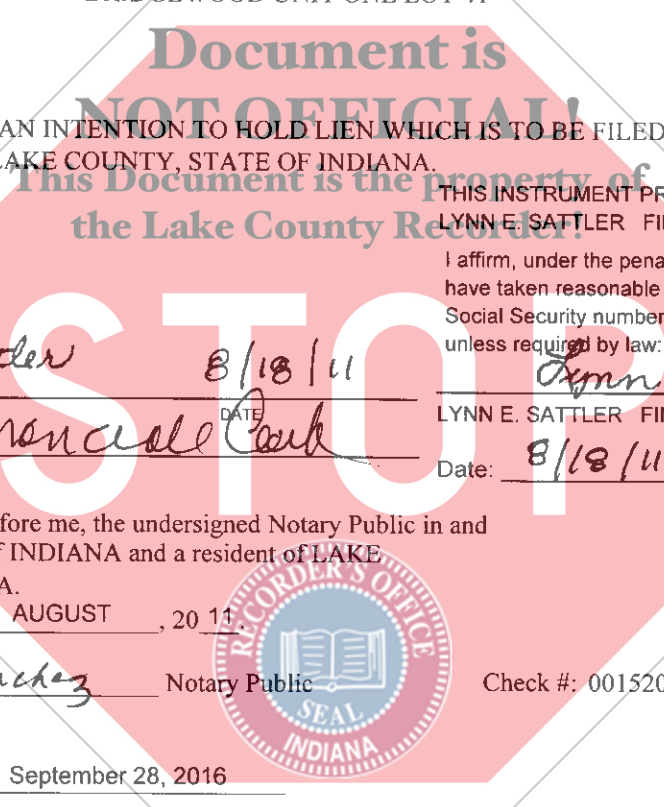 Document is
NOT OFFICIAL!
AN INTENTION TO HOLD LIEN WHICH IS TO BE FILED
LAKE COUNTY, STATE OF INDIANA.
This Document is the property of
the Lake County Recorder!
THIS INSTRUMENT PR
LYNN E. SATTLER FI
I affirm, under the pena
have taken reasonable
Social Security number
unless required by law:
STOP
der 8/18/11
Lynn
DATE
Clerk
LYNN E. SATTLER FI
Date: 8/18/11
fore me, the undersigned Notary Public in and
f INDIANA and a resident of LAKE
A.
AUGUST , 20 11.
chez Notary Public
RECORDER'S OFFICE
SEAL
INDIANA
Check #: 001520
September 28, 2016